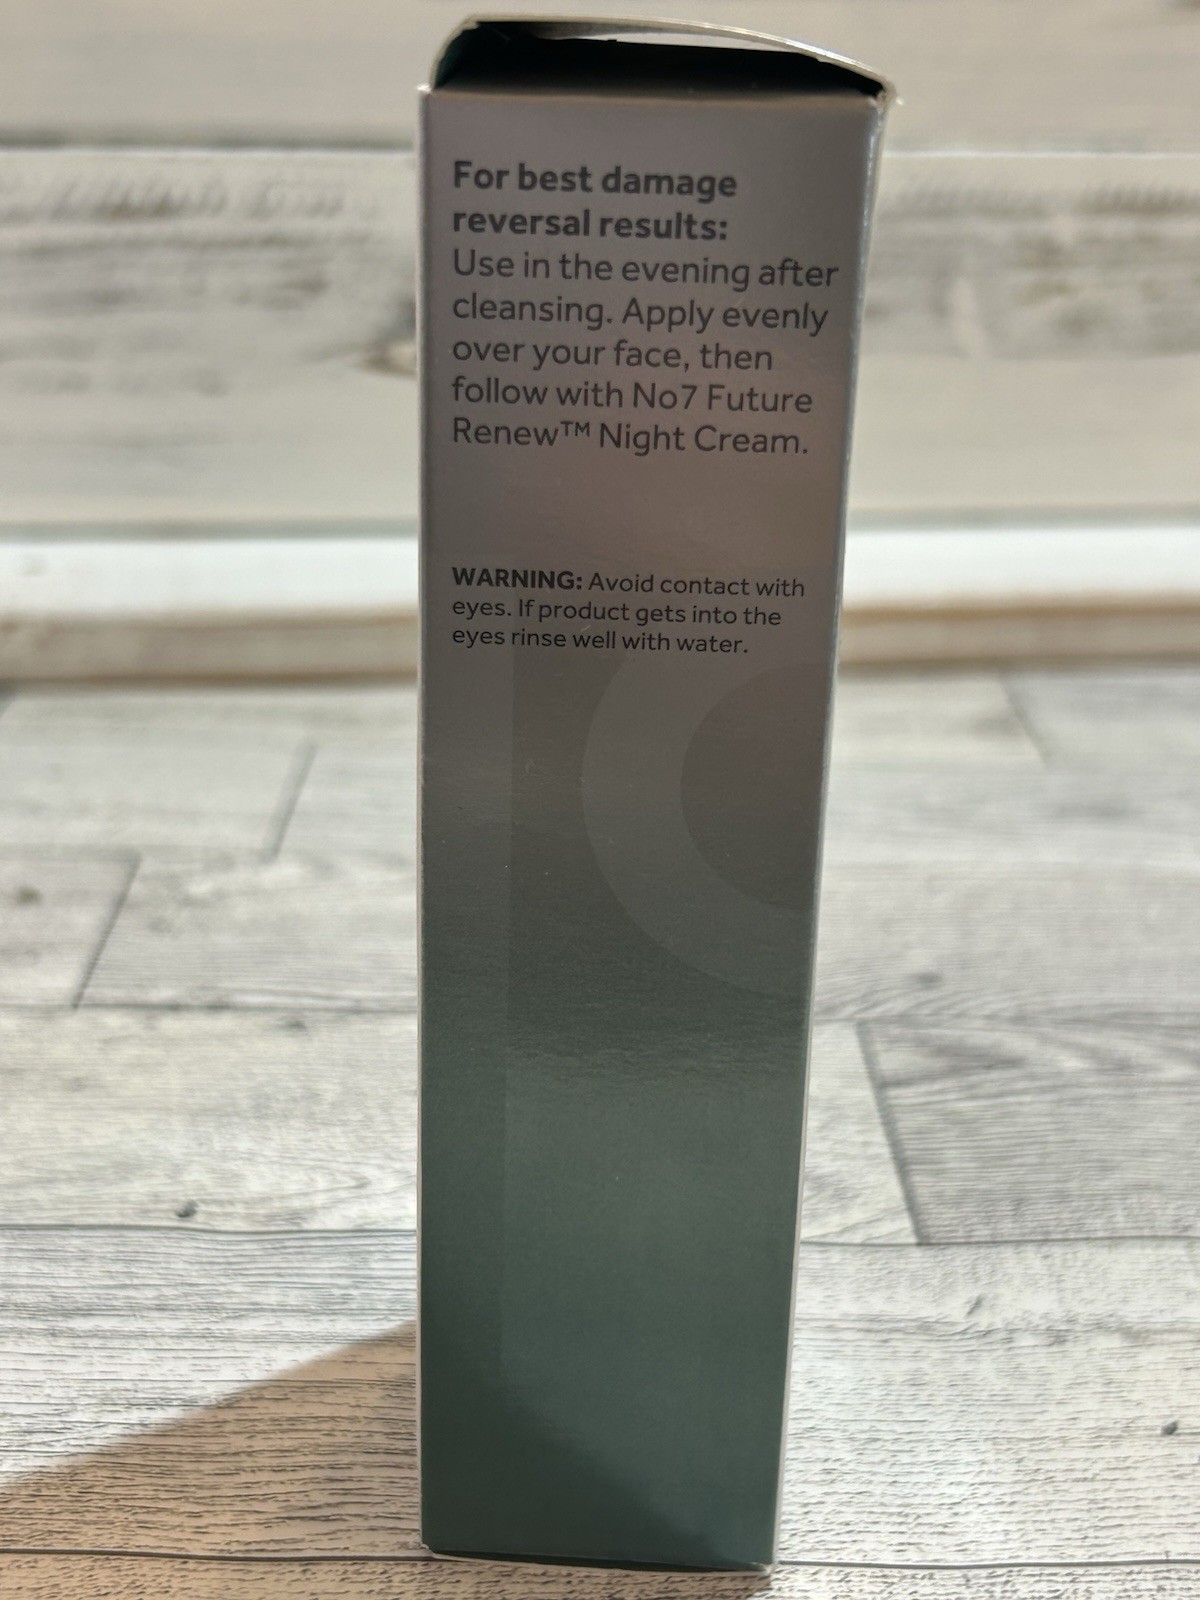 For best damage
reversal results:
Use in the evening after
cleansing. Apply evenly
over your face, then
follow with No7 Future
Renew™ Night Cream.
WARNING: Avoid contact with
eyes. If product gets into the
eyes rinse well with water.